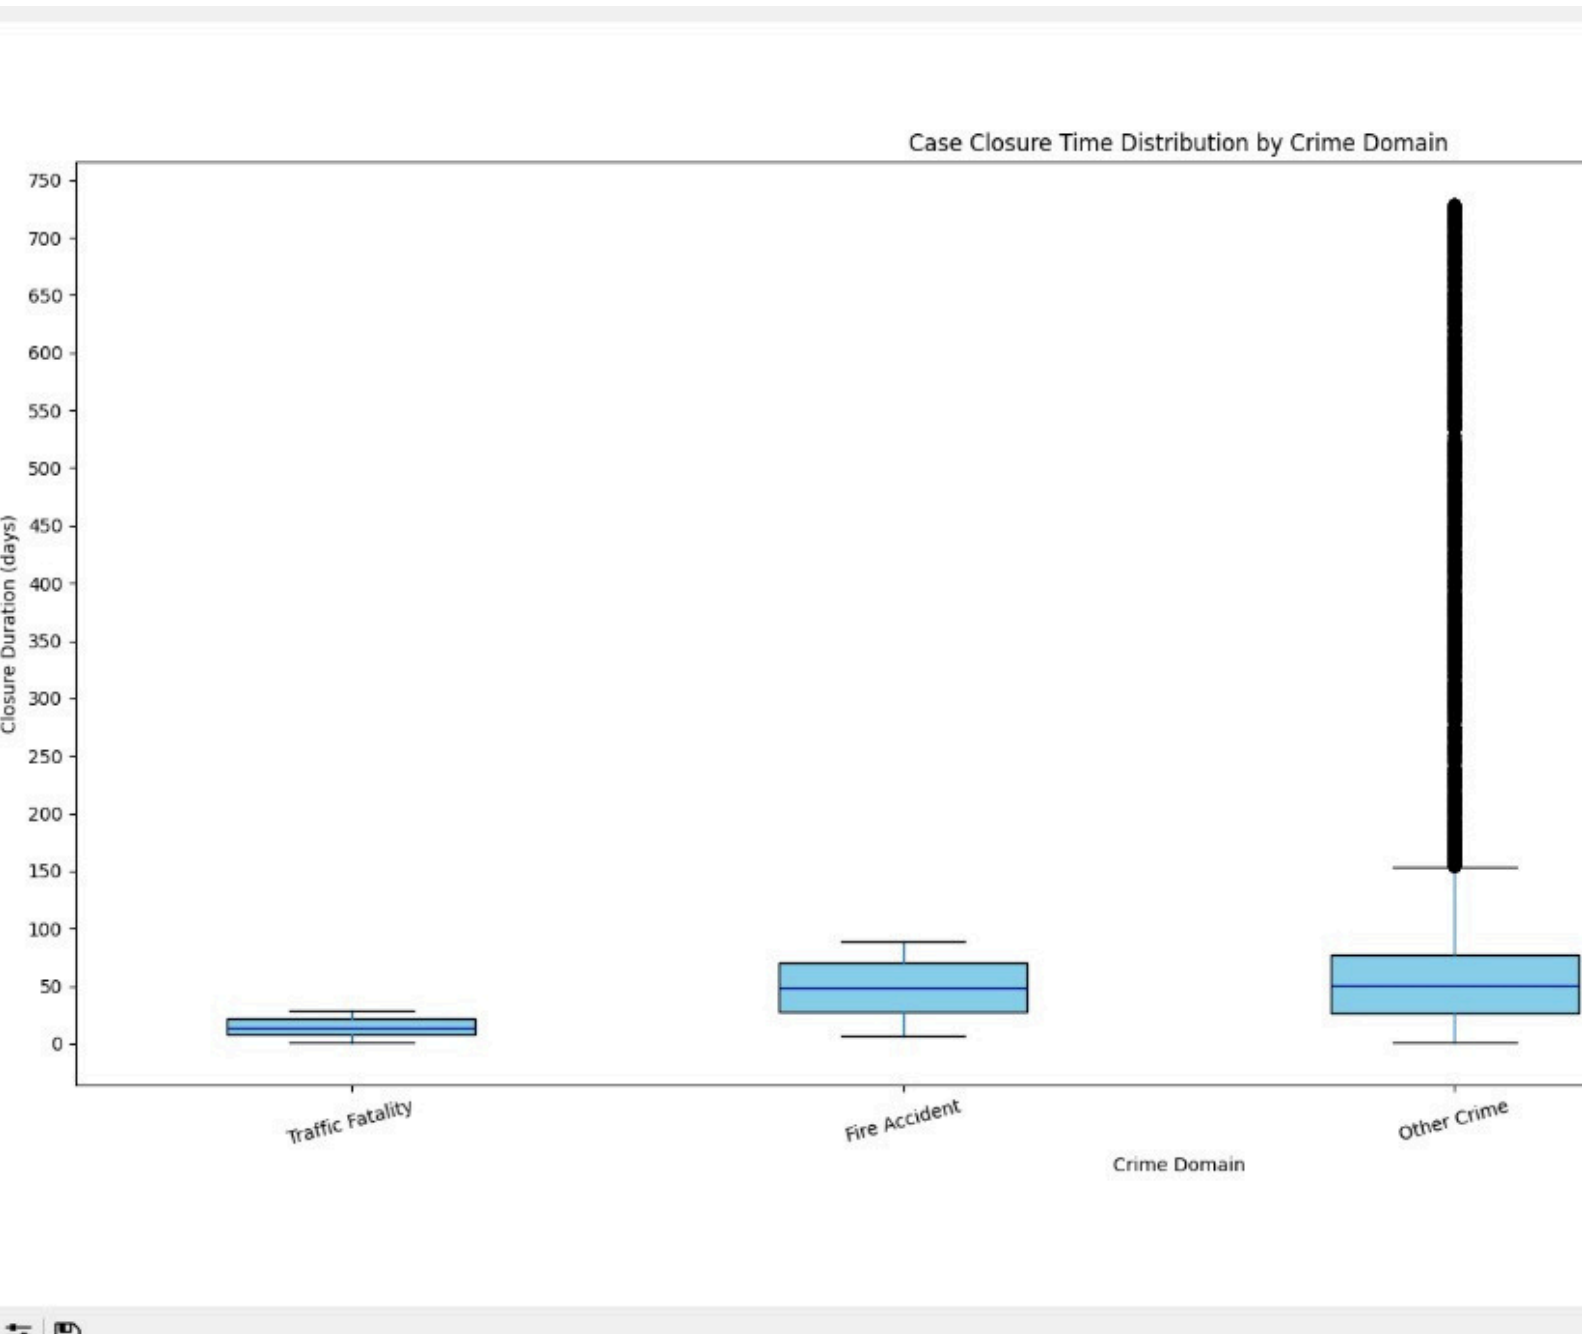 Case Closure Time Distribution by Crime Domain
750
700
650
600
550
500
450
400
350
300
250
200
150
100
50
0
Closure Duration (days)
Traffic Fatality
Fire Accident
Other Crime
Crime Domain